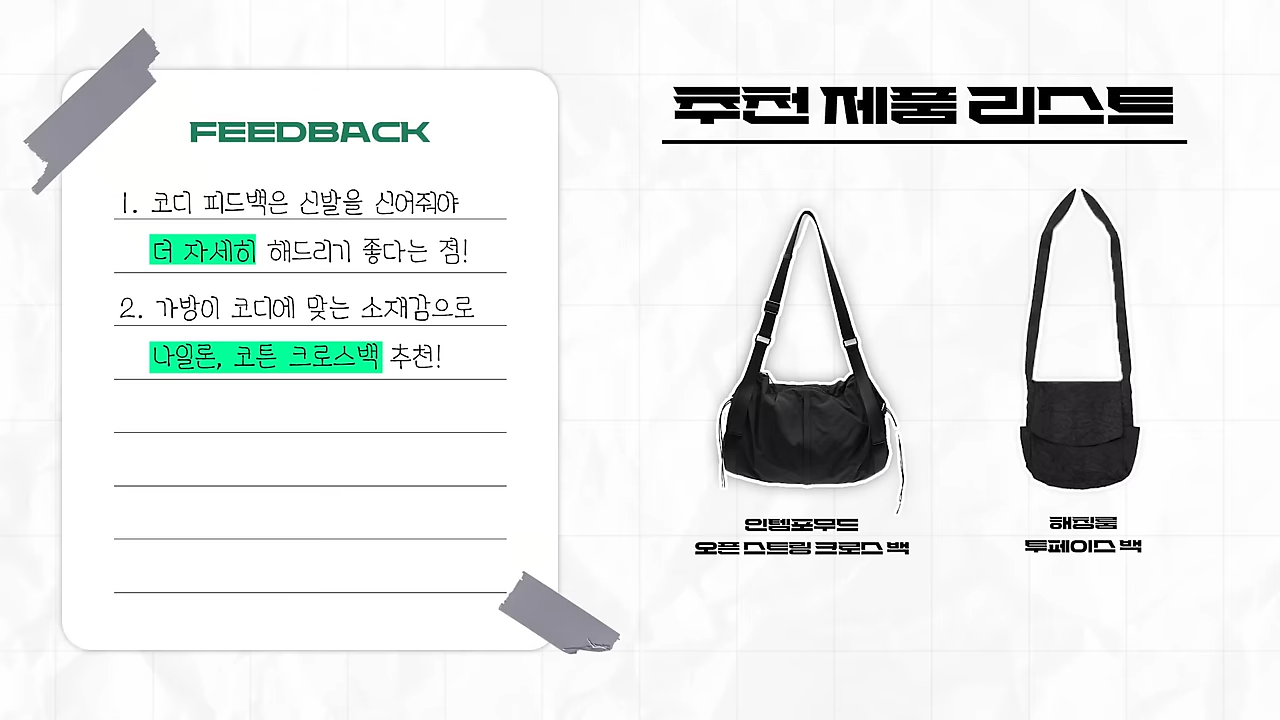 FEEDBACK
1. 코디 피드백은 신발을 신어줘야
더 자세히 해드리기 좋다는 점!
2. 가방이 코디에 맞는 소재감으로
나일론, 코튼 크로스백 추천!
추천 제품 리스트
인템포무드
오픈 스트링 크로스 백
해칭룸
투페이스 백